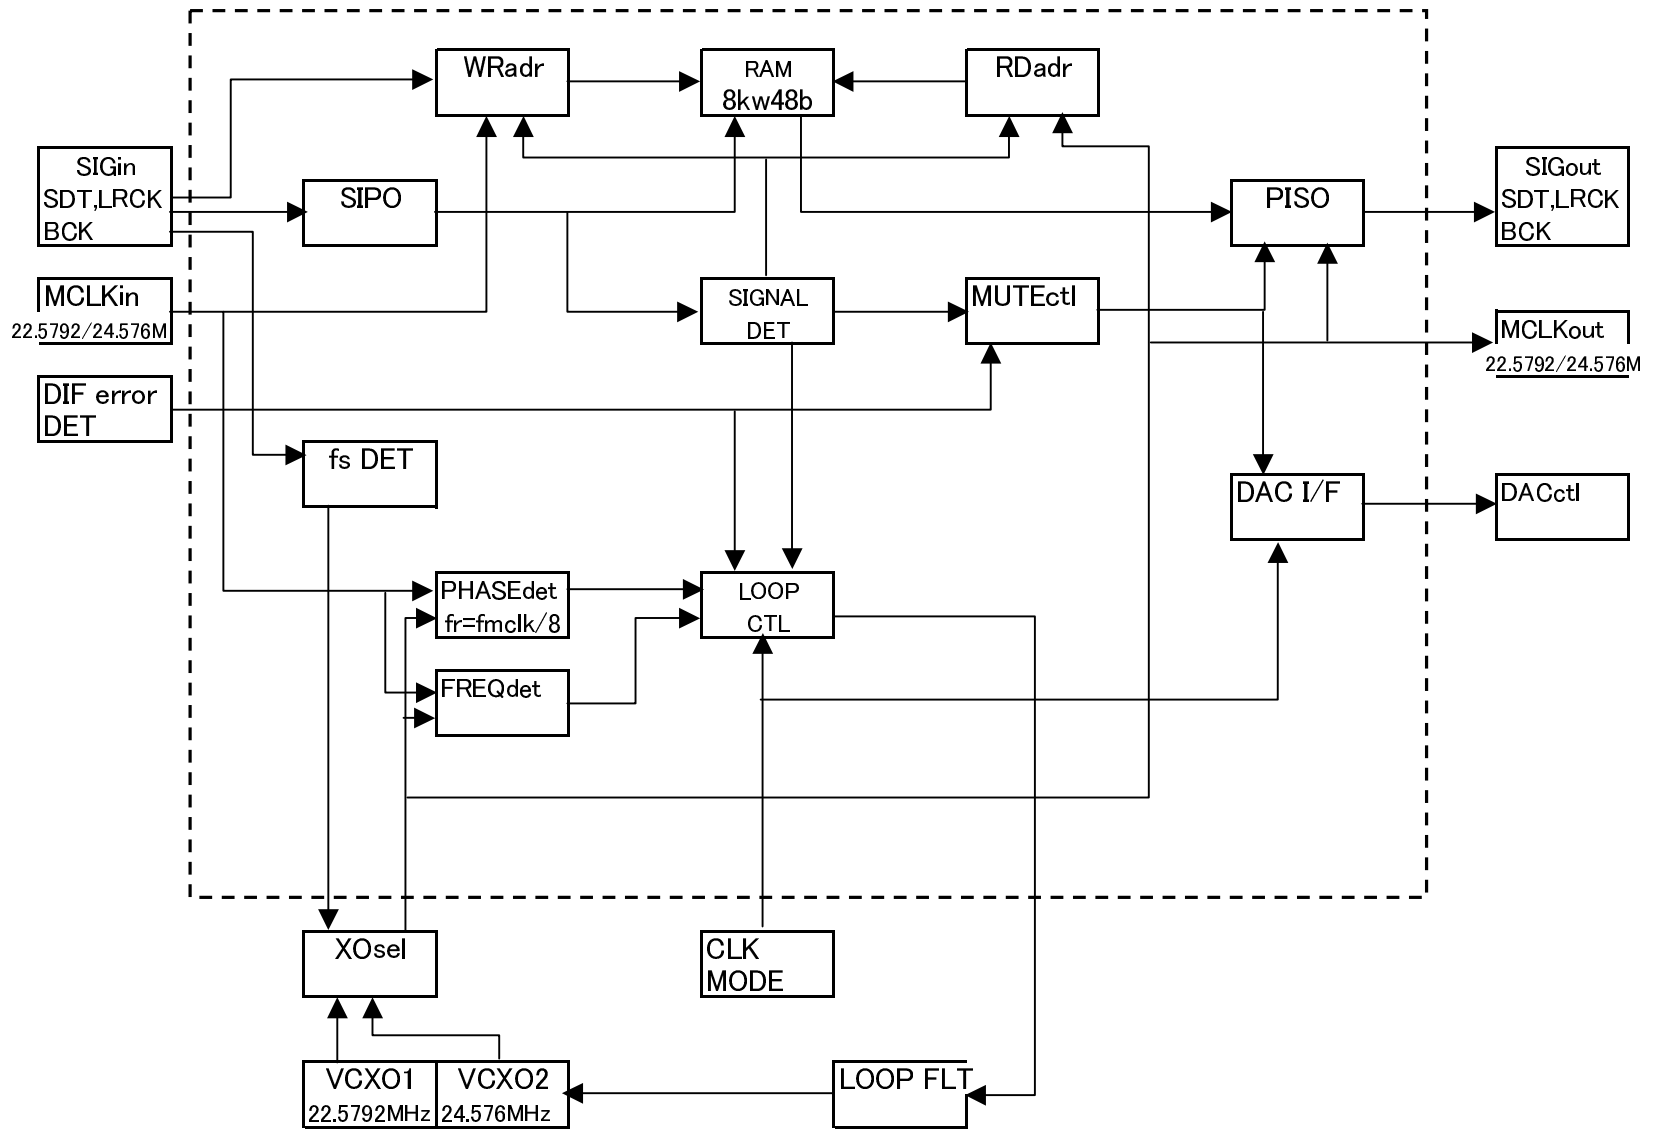 WRadr
RAM
8kw48b
RDadr
SIGin
SDT,LRCK
BCK
SIPO
PISO
SIGout
SDT,LRCK
BCK
MCLKin
22.5792/24.576M
SIGNAL
DET
MUTEctl
MCLKout
22.5792/24.576M
DIF error
DET
fs DET
DAC I/F
DACctl
PHASEdet
fr=fmclk/8
LOOP
CTL
FREQdet
XOsel
CLK
MODE
VCXO1
22.5792MHz
VCXO2
24.576MHz
LOOP FLT